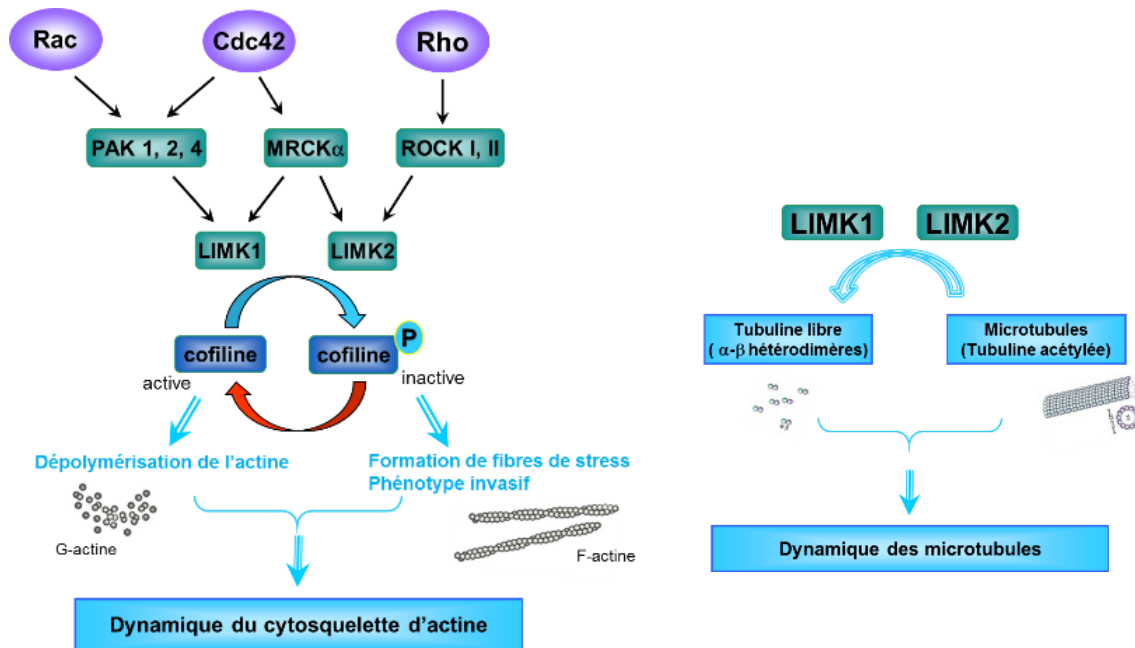 Rac
Cdc42
Rho
PAK 1, 2, 4
MRCKα
ROCK I, II
LIMK1
LIMK2
cofiline
cofiline
P
active
inactive
Dépolymérisation de l'actine
Formation de fibres de stress
Phénotype invasif
G-actine
F-actine
Dynamique du cytosquelette d'actine
LIMK1
LIMK2
Tubuline libre
( α-β hétérodimères)
Microtubules
(Tubuline acétylée)
Dynamique des microtubules